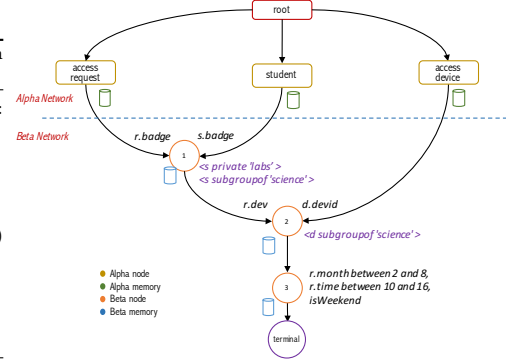 root
access
request
student
access
device
Alpha Network
Beta Network
r.badge
s.badge
1
<s private 'labs' >
<s subgroupof 'science' >
r.dev
d.devid
2
<d subgroupof 'science' >
3
r.month between 2 and 8,
r.time between 10 and 16,
isWeekend
Alpha node
Alpha memory
Beta node
Beta memory
terminal